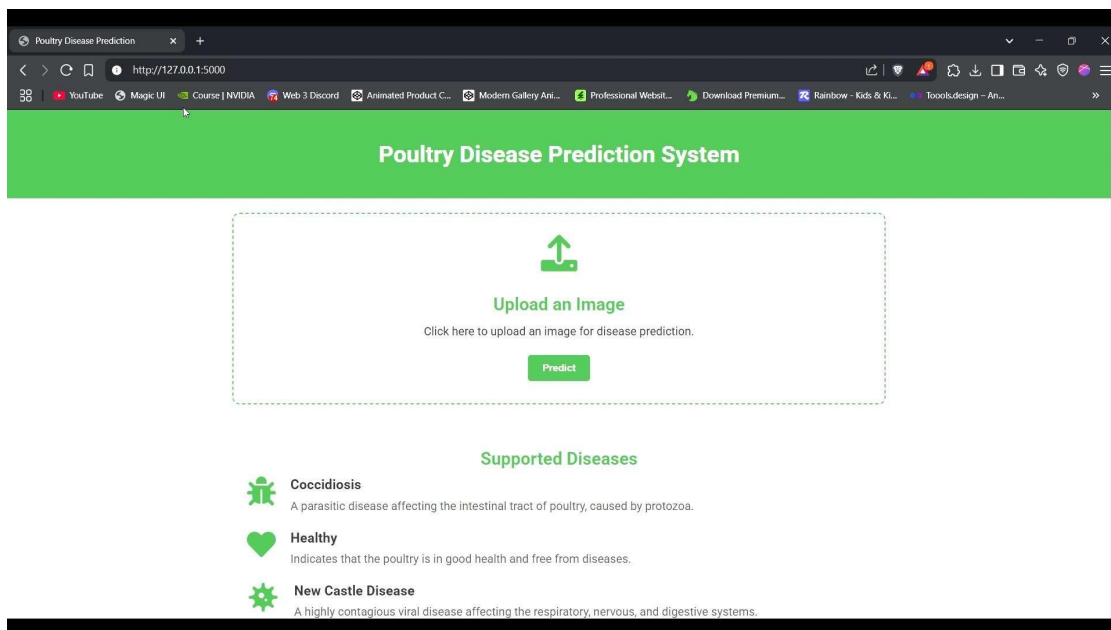 Poultry Disease Prediction
http://127.0.0.1:5000
YouTube Magic UI Course | NVIDIA Web 3 Discord Animated Product C... Modern Gallery Ani... Professional Websit... Download Premium... Rainbow - Kids & Ki... Toools.design – An...
Poultry Disease Prediction System
Upload an Image
Click here to upload an image for disease prediction.
Predict
Supported Diseases
Coccidiosis
A parasitic disease affecting the intestinal tract of poultry, caused by protozoa.
Healthy
Indicates that the poultry is in good health and free from diseases.
New Castle Disease
A highly contagious viral disease affecting the respiratory, nervous, and digestive systems.